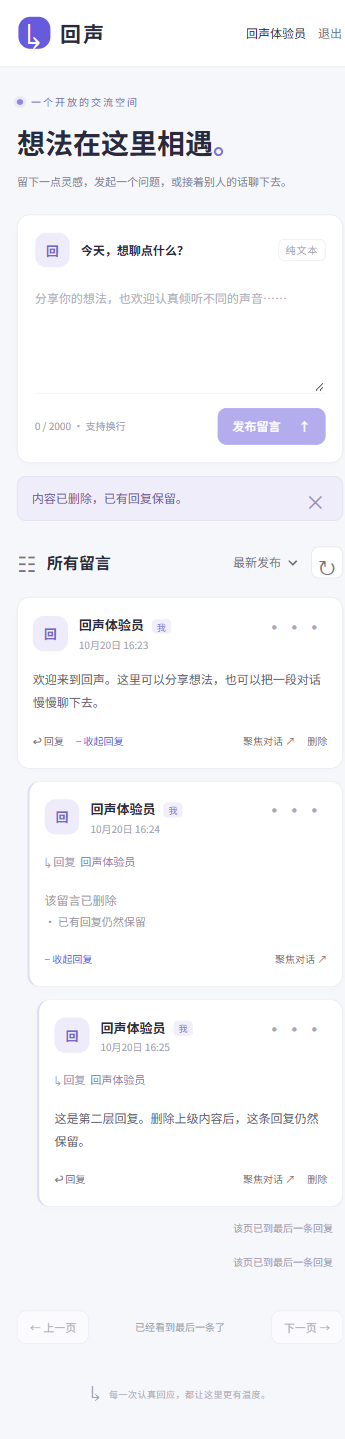 回声
回声体验员 退出
一个开放的交流空间
想法在这里相遇。
留下一点灵感，发起一个问题，或接着别人的话聊下去。
回 今天，想聊点什么？ 纯文本
分享你的想法，也欢迎认真倾听不同的声音……
0 / 2000 · 支持换行 发布留言 ↑
内容已删除，已有回复保留。 ×
所有留言 最新发布
回 回声体验员 我
10月20日 16:23
欢迎来到回声。这里可以分享想法，也可以把一段对话
慢慢聊下去。
↩ 回复 − 收起回复 聚焦对话 ↗ 删除
回 回声体验员 我
10月20日 16:24
↳ 回复 回声体验员
该留言已删除
· 已有回复仍然保留
− 收起回复 聚焦对话 ↗
回 回声体验员 我
10月20日 16:25
↳ 回复 回声体验员
这是第二层回复。删除上级内容后，这条回复仍然
保留。
↩ 回复 聚焦对话 ↗ 删除
该页已到最后一条回复
该页已到最后一条回复
← 上一页 已经看到最后一条了 下一页 →
↳ 每一次认真回应，都让这里更有温度。